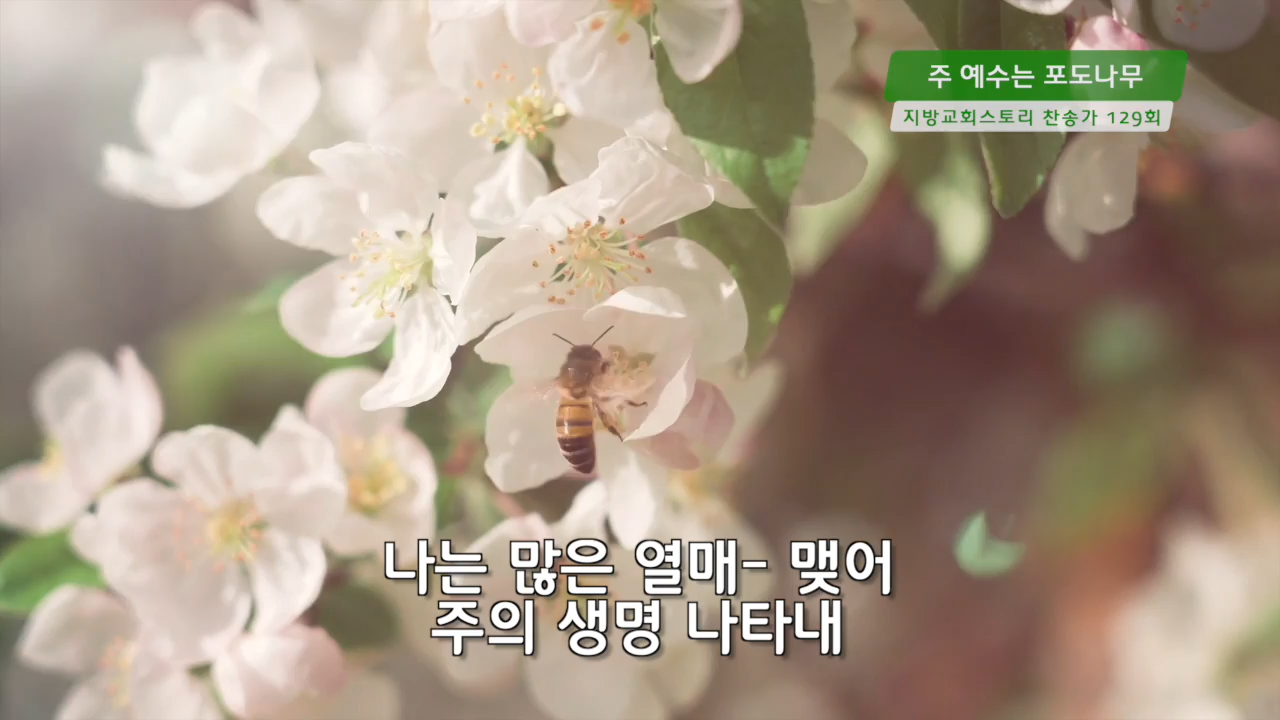 주 예수는 포도나무
지방교회스토리 찬송가 129회
나는 많은 열매- 맺어
주의 생명 나타내